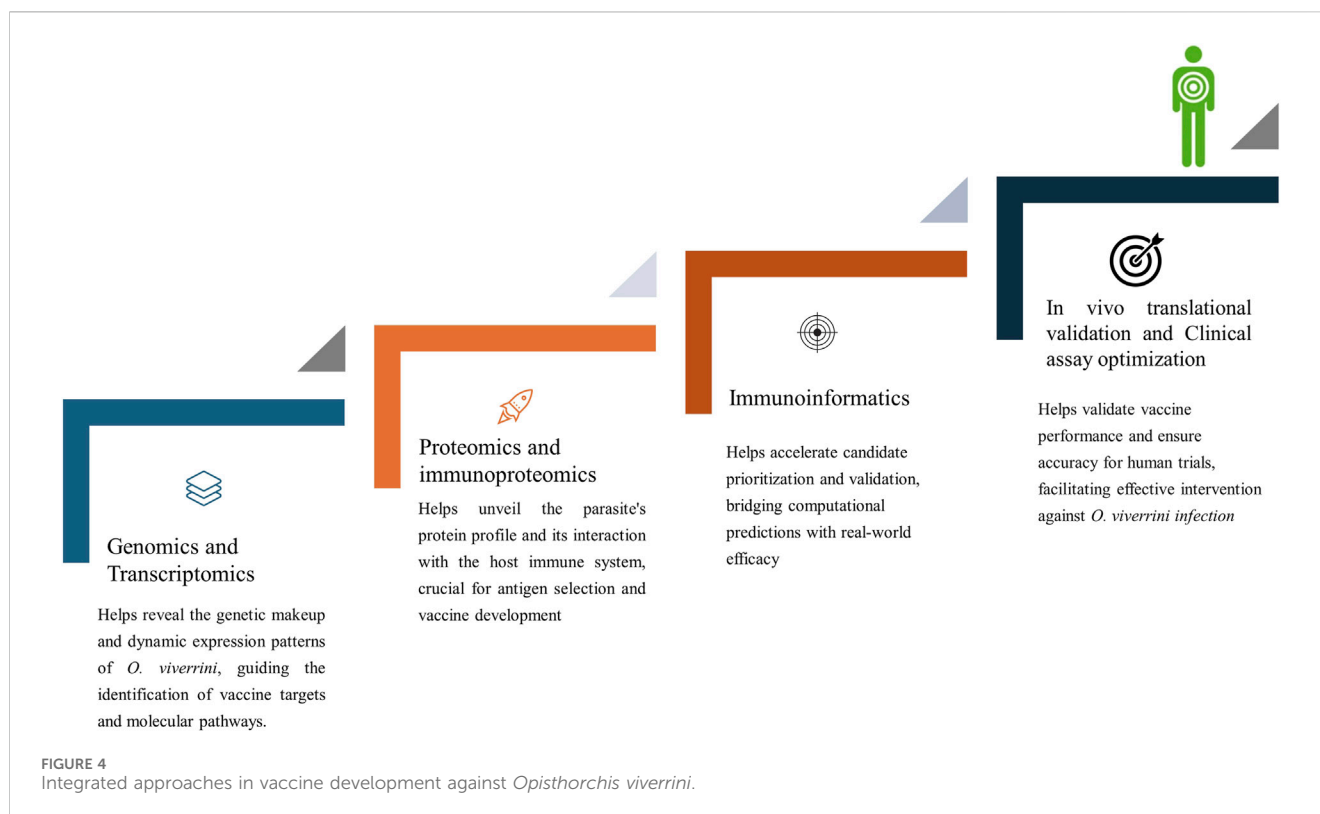 Genomics and
Transcriptomics
Helps reveal the genetic makeup
and dynamic expression patterns
of O. viverrini, guiding the
identification of vaccine targets
and molecular pathways.
Proteomics and
immunoproteomics
Helps unveil the parasite's
protein profile and its interaction
with the host immune system,
crucial for antigen selection and
vaccine development
Immunoinformatics
Helps accelerate candidate
prioritization and validation,
bridging computational
predictions with real-world
efficacy
In vivo translational
validation and Clinical
assay optimization
Helps validate vaccine
performance and ensure
accuracy for human trials,
facilitating effective intervention
against O. viverrini infection
FIGURE 4
Integrated approaches in vaccine development against Opisthorchis viverrini.